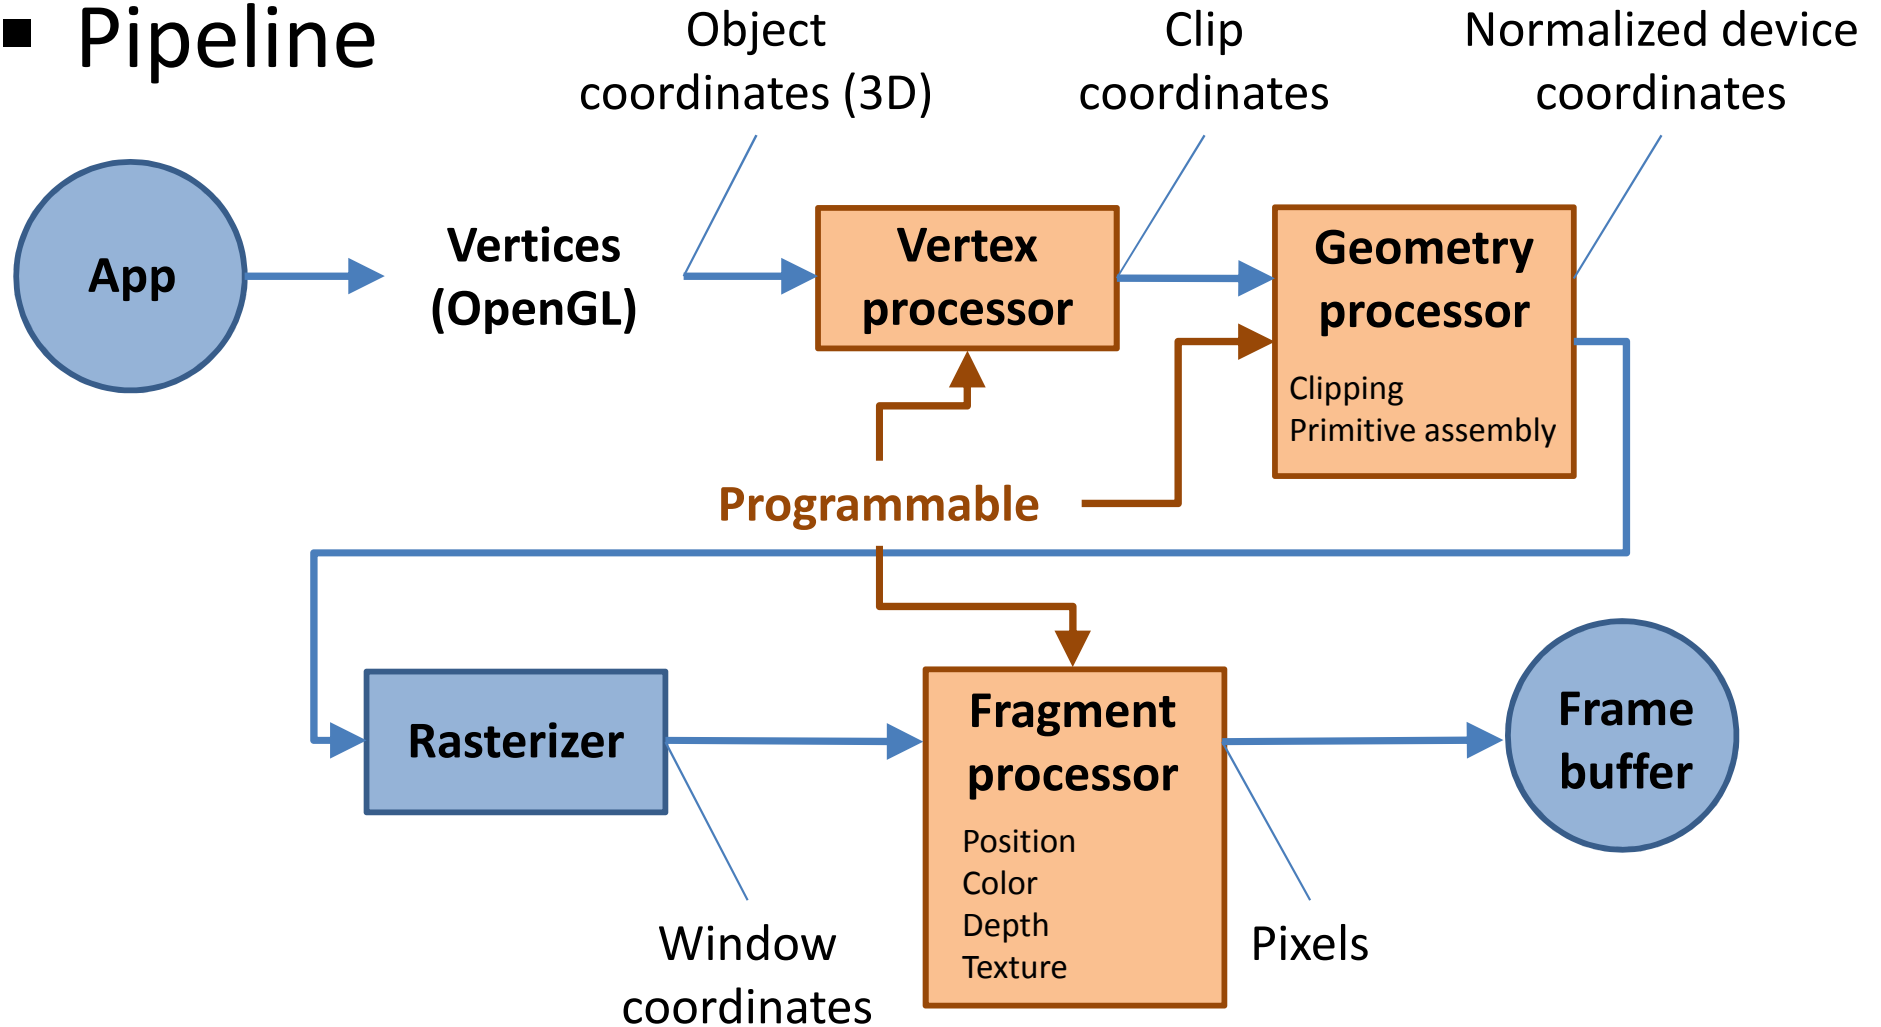 ▪ Pipeline
Object
coordinates (3D)
Clip
coordinates
Normalized device
coordinates
App
Vertices
(OpenGL)
Vertex
processor
Geometry
processor
Clipping
Primitive assembly
Programmable
Rasterizer
Fragment
processor
Position
Color
Depth
Texture
Frame
buffer
Window
coordinates
Pixels